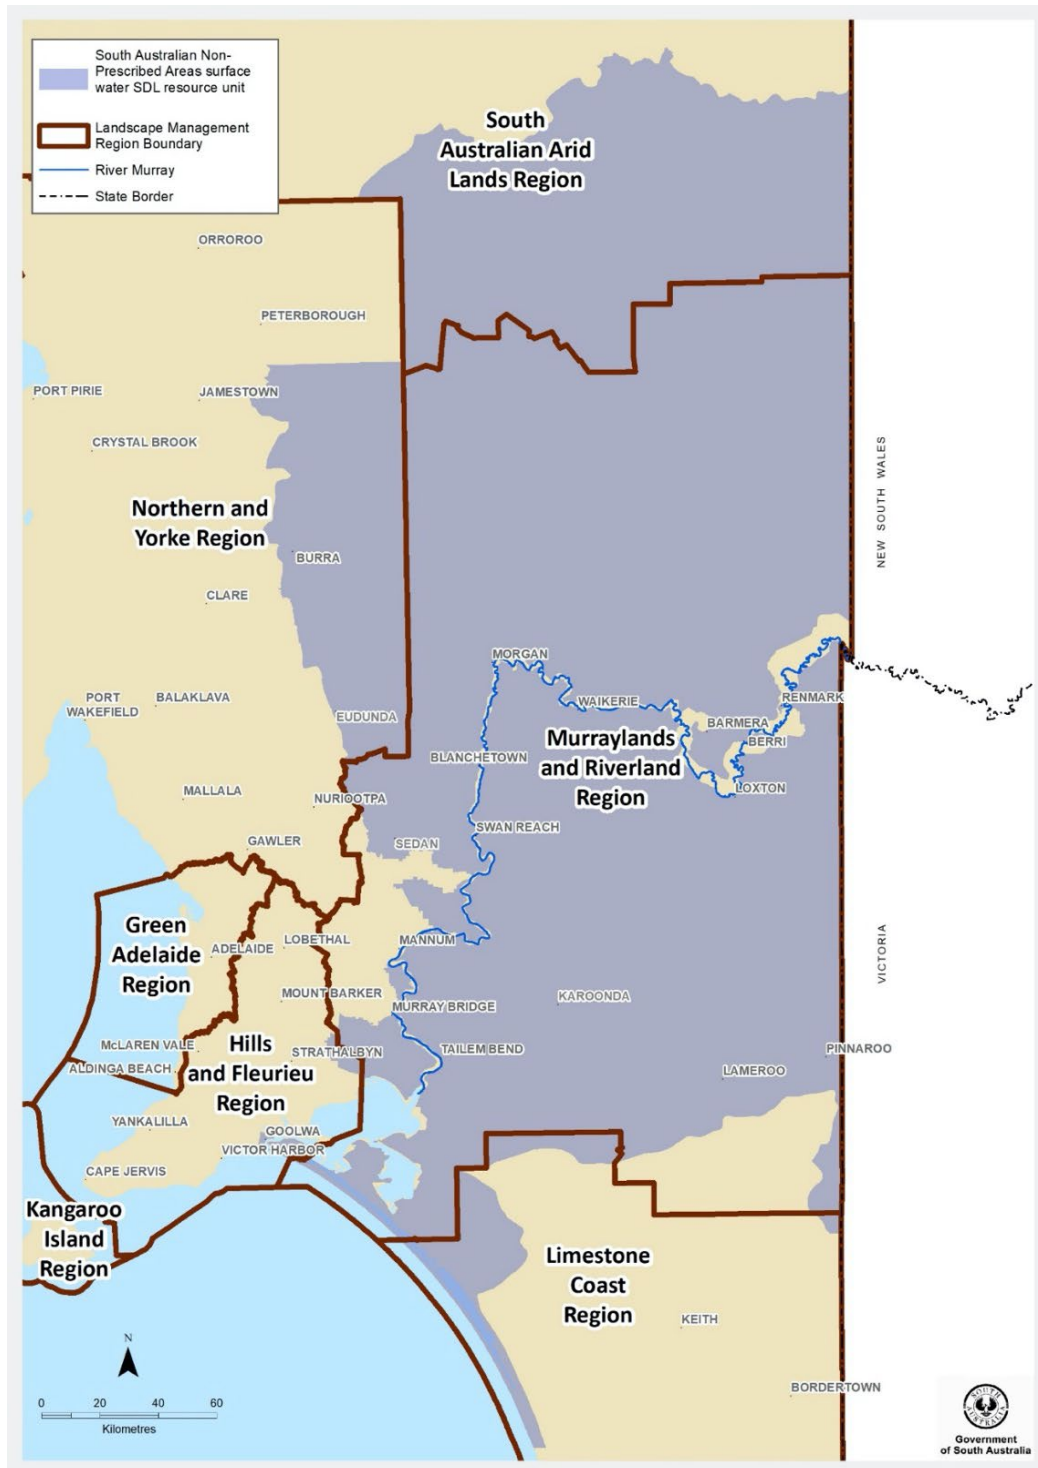 South Australian Non-
Prescribed Areas surface
water SDL resource unit
Landscape Management
Region Boundary
River Murray
State Border
South
Australian Arid
Lands Region
ORROROO
PETERBOROUGH
PORT PIRIE
JAMESTOWN
CRYSTAL BROOK
NEW SOUTH WALES
Northern and
Yorke Region
BURRA
CLARE
MORGAN
PORT
WAKEFIELD
BALAKLAVA
EUDUNDA
WAIKERIE
RENMARK
BARMERA
BERRI
Murraylands
and Riverland
Region
BLANCHETOWN
LOXTON
MALLALA
NURIOOTPA
SWAN REACH
GAWLER
SEDAN
Green
Adelaide
Region
ADELAIDE
LOBETHAL
MANNUM
VICTORIA
MOUNT BARKER
MURRAY BRIDGE
KAROONDA
McLAREN VALE
ALDINGA BEACH
Hills
and Fleurieu
Region
STRATHALBYN
TAILEM BEND
PINNAROO
LAMEROO
YANKALILLA
GOOLWA
VICTOR HARBOR
CAPE JERVIS
Kangaroo
Island
Region
Limestone
Coast
Region
KEITH
BORDERTOWN
N
0 20 40 60
Kilometres
SOUTH
AUSTRALIA
Government
of South Australia